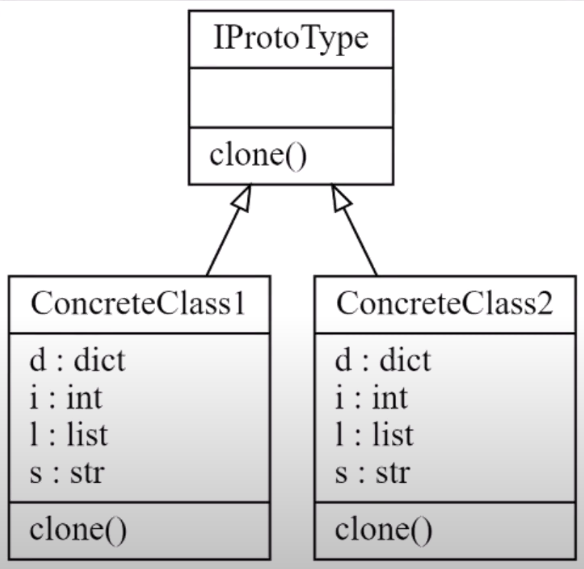 IProtoType
clone()
ConcreteClass1
d : dict
i : int
l : list
s : str
clone()
ConcreteClass2
d : dict
i : int
l : list
s : str
clone()